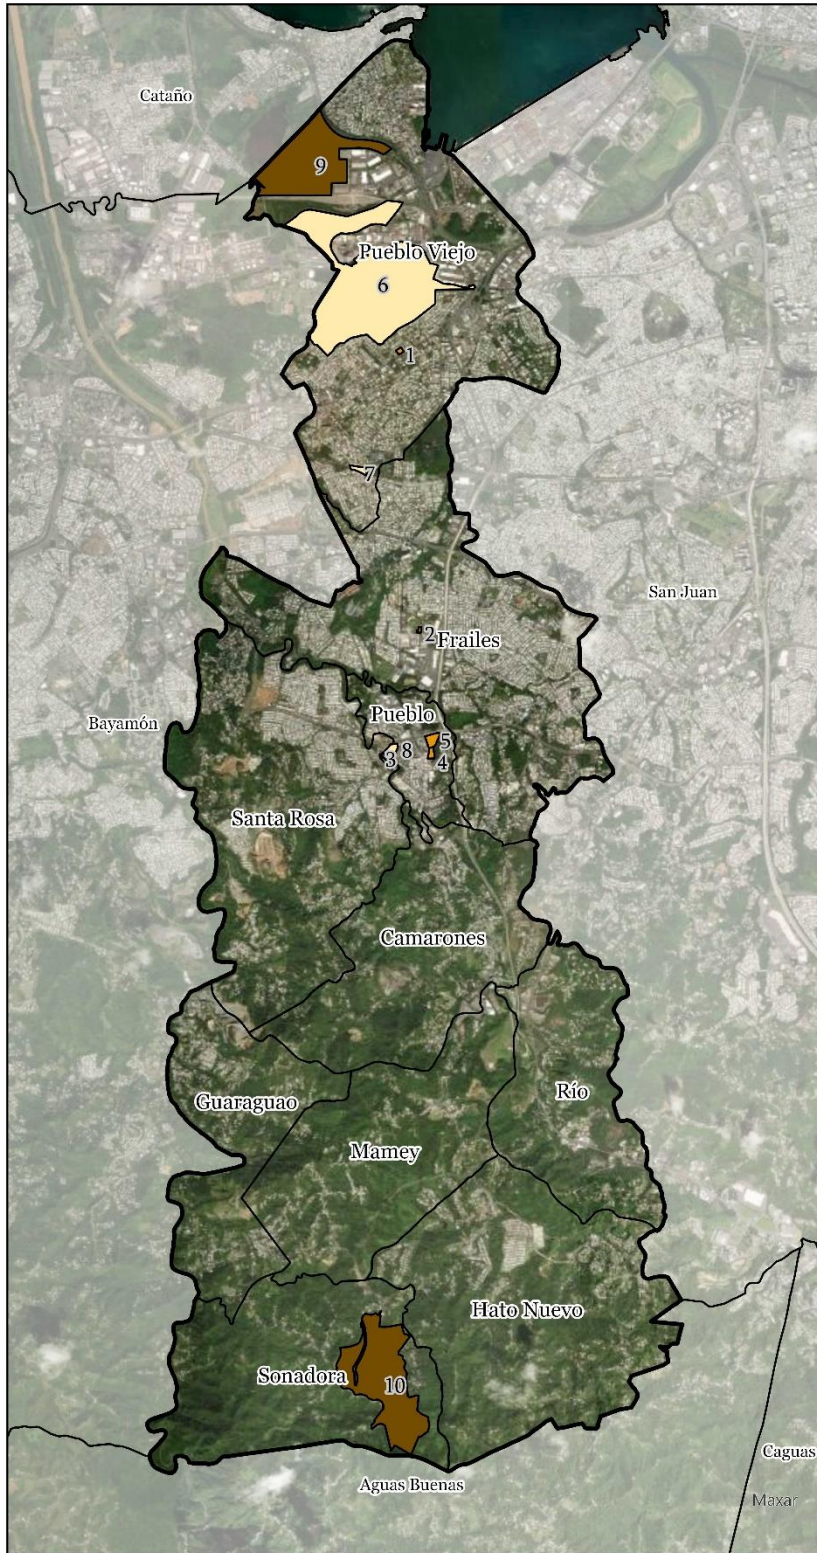 Cataño
9
Pueblo Viejo
6
1
7
San Juan
2
Frailes
Pueblo
Bayamón
5
8
3
4
Santa Rosa
Camarones
Río
Guaraguao
Mamey
Hato Nuevo
Sonadora
10
Caguas
Aguas Buenas
Maxar